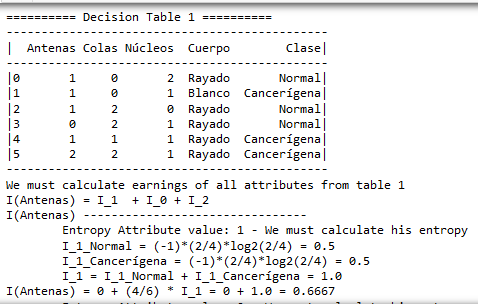 ========== Decision Table 1 ==========
--------------------------------------
| Antenas Colas Núcleos Cuerpo Clase|
--------------------------------------
|0 1 0 2 Rayado Normal|
|1 1 0 1 Blanco Cancerígena|
|2 1 2 0 Rayado Normal|
|3 0 2 1 Rayado Normal|
|4 1 1 1 Rayado Cancerígena|
|5 2 2 1 Rayado Cancerígena|
--------------------------------------
We must calculate earnings of all attributes from table 1
I(Antenas) = I_1 + I_0 + I_2
I(Antenas) ----------------------------
Entropy Attribute value: 1 - We must calculate his entropy
I_1_Normal = (-1)*(2/4)*log2(2/4) = 0.5
I_1_Cancerígena = (-1)*(2/4)*log2(2/4) = 0.5
I_1 = I_1_Normal + I_1_Cancerígena = 1.0
I(Antenas) = 0 + (4/6) * I_1 = 0 + 1.0 = 0.6667